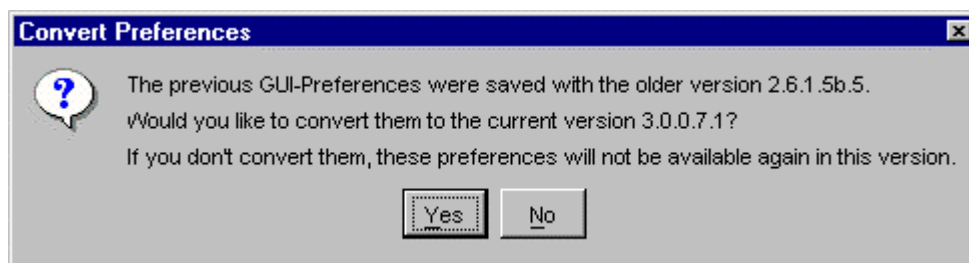 Convert Preferences
?
The previous GUI-Preferences were saved with the older version 2.6.1.5b.5.
Would you like to convert them to the current version 3.0.0.7.1?
If you don't convert them, these preferences will not be available again in this version.
Yes No